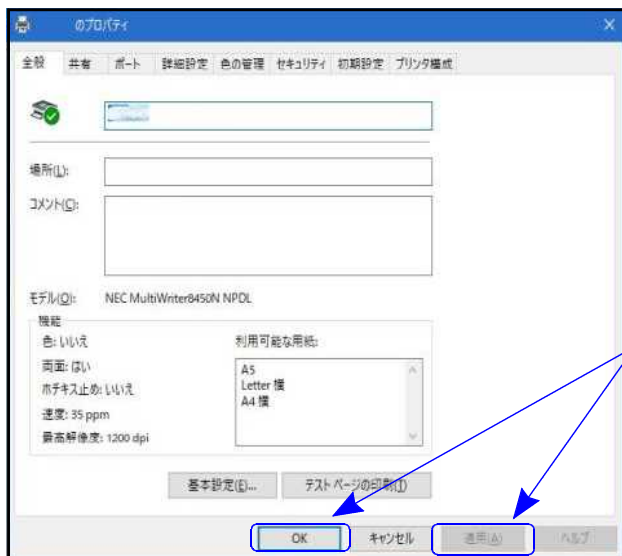 のプロパティ
全般 共有 ポート 詳細設定 色の管理 セキュリティ 初期設定 プリンタ構成
場所(L):
コメント(C):
モデル(O): NEC MultiWriter8450N NPDL
機能
色: いいえ 利用可能な用紙:
両面: はい A5
ホチキス止め: いいえ Letter 横
速度: 35 ppm A4 横
最高解像度: 1200 dpi
基本設定(E)... テスト ページの印刷(T)
OK キャンセル 適用(A) ヘルプ